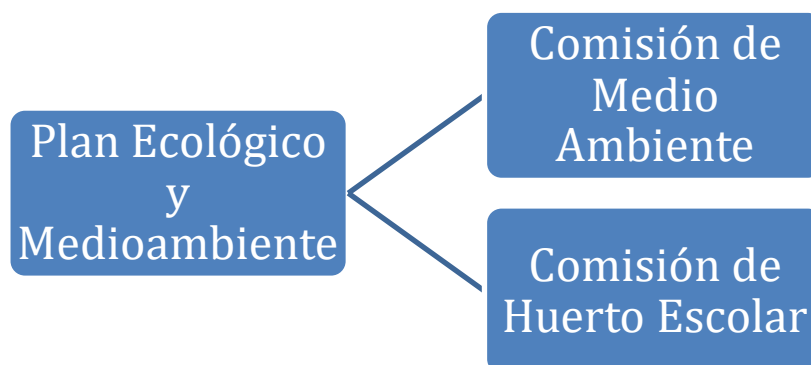 Plan Ecológico
y
Medioambiente
Comisión de
Medio
Ambiente
Comisión de
Huerto Escolar